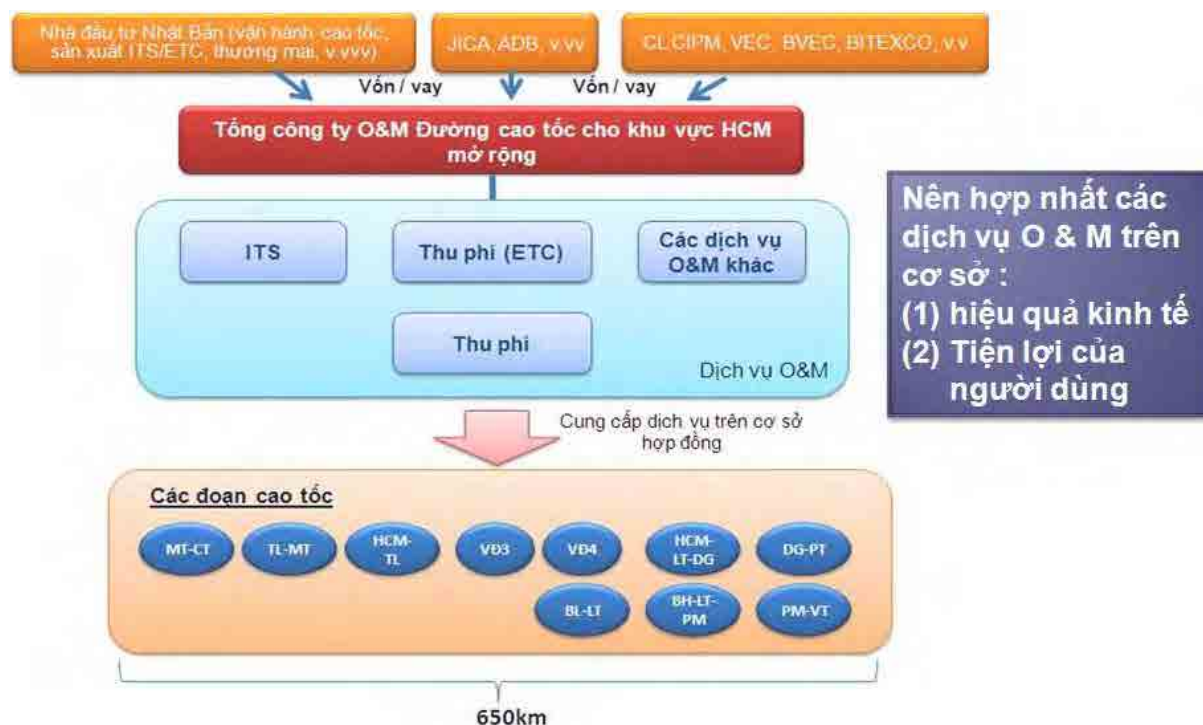 Nhà đầu tư Nhật Bản (vận hành cao tốc,
sản xuất ITS/ETC, thương mai, v.vvv)
JICA, ADB, v.vv
CL,CIPM, VEC, BVEC, BITEXCO, v.v
Vốn / vay
Vốn / vay
Tổng công ty O&M Đường cao tốc cho khu vực HCM
mở rộng
ITS
Thu phí (ETC)
Các dịch vụ
O&M khác
Thu phí
Dịch vụ O&M
Nên hợp nhất các
dịch vụ O & M trên
cơ sở :
(1) hiệu quả kinh tế
(2) Tiện lợi của
người dùng
Cung cấp dịch vụ trên cơ sở
hợp đồng
Các đoạn cao tốc
MT-CT
TL-MT
HCM-
TL
VĐ3
VĐ4
HCM-
LT-DG
DG-PT
BL-LT
BH-LT-
PM
PM-VT
650km